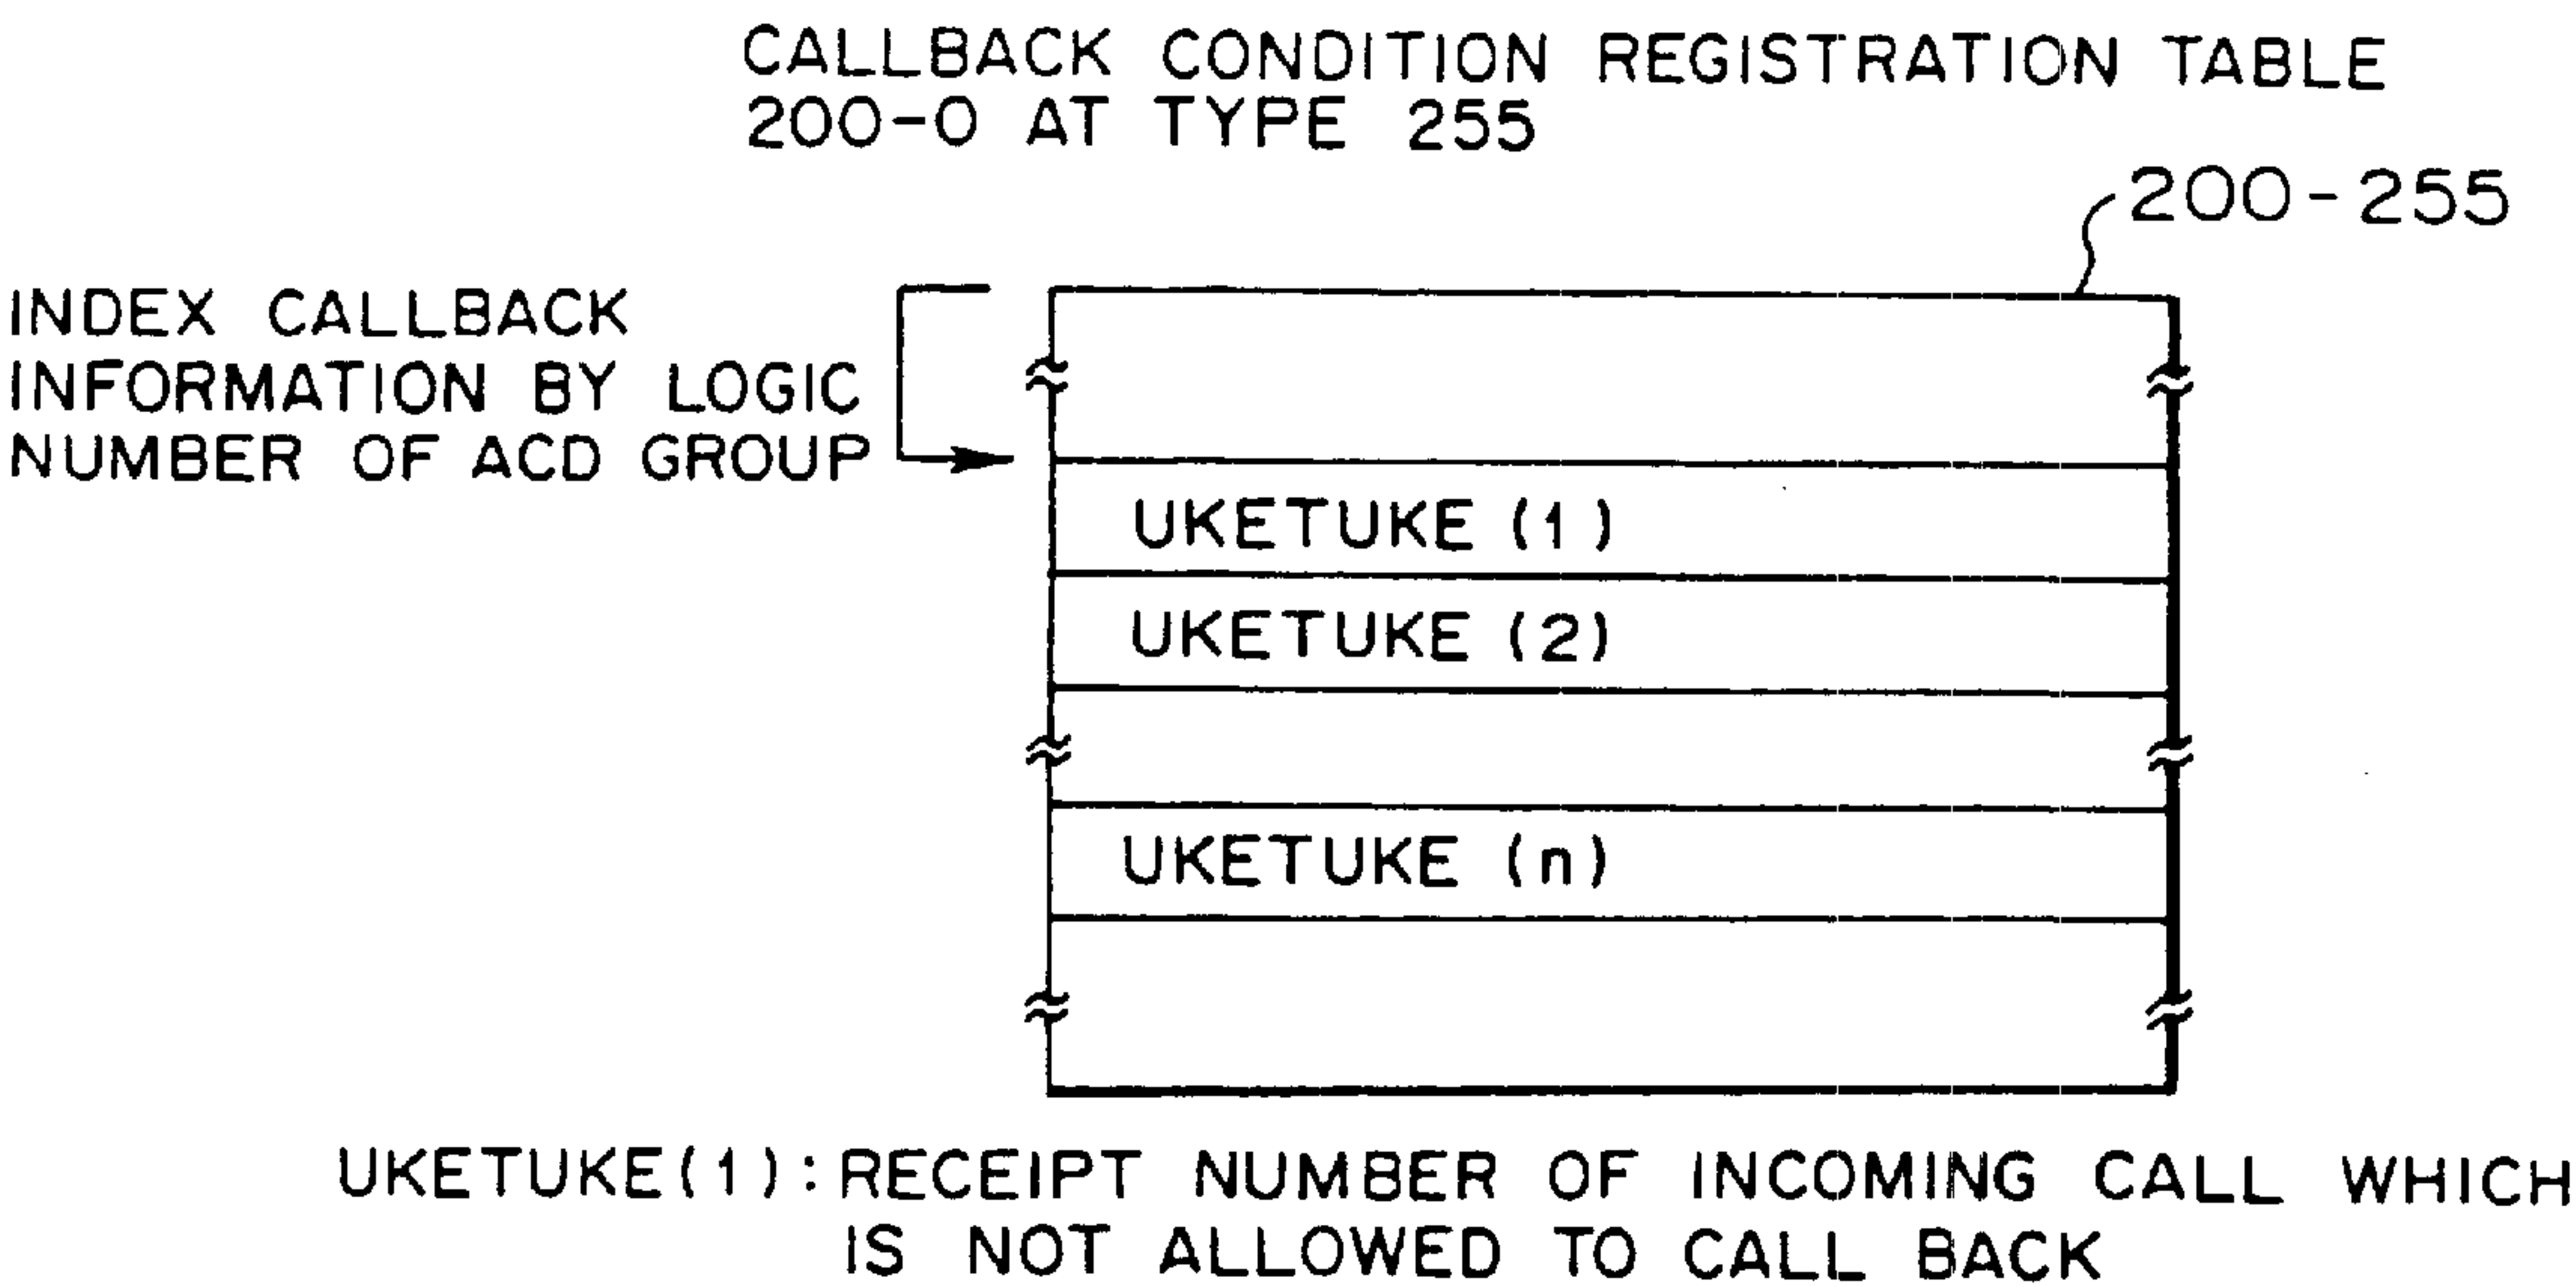 CALLBACK CONDITION REGISTRATION TABLE
200-0 AT TYPE 255
200-255
INDEX CALLBACK
INFORMATION BY LOGIC
NUMBER OF ACD GROUP
UKETUKE (1)
UKETUKE (2)
UKETUKE (n)
UKETUKE(1): RECEIPT NUMBER OF INCOMING CALL WHICH
IS NOT ALLOWED TO CALL BACK